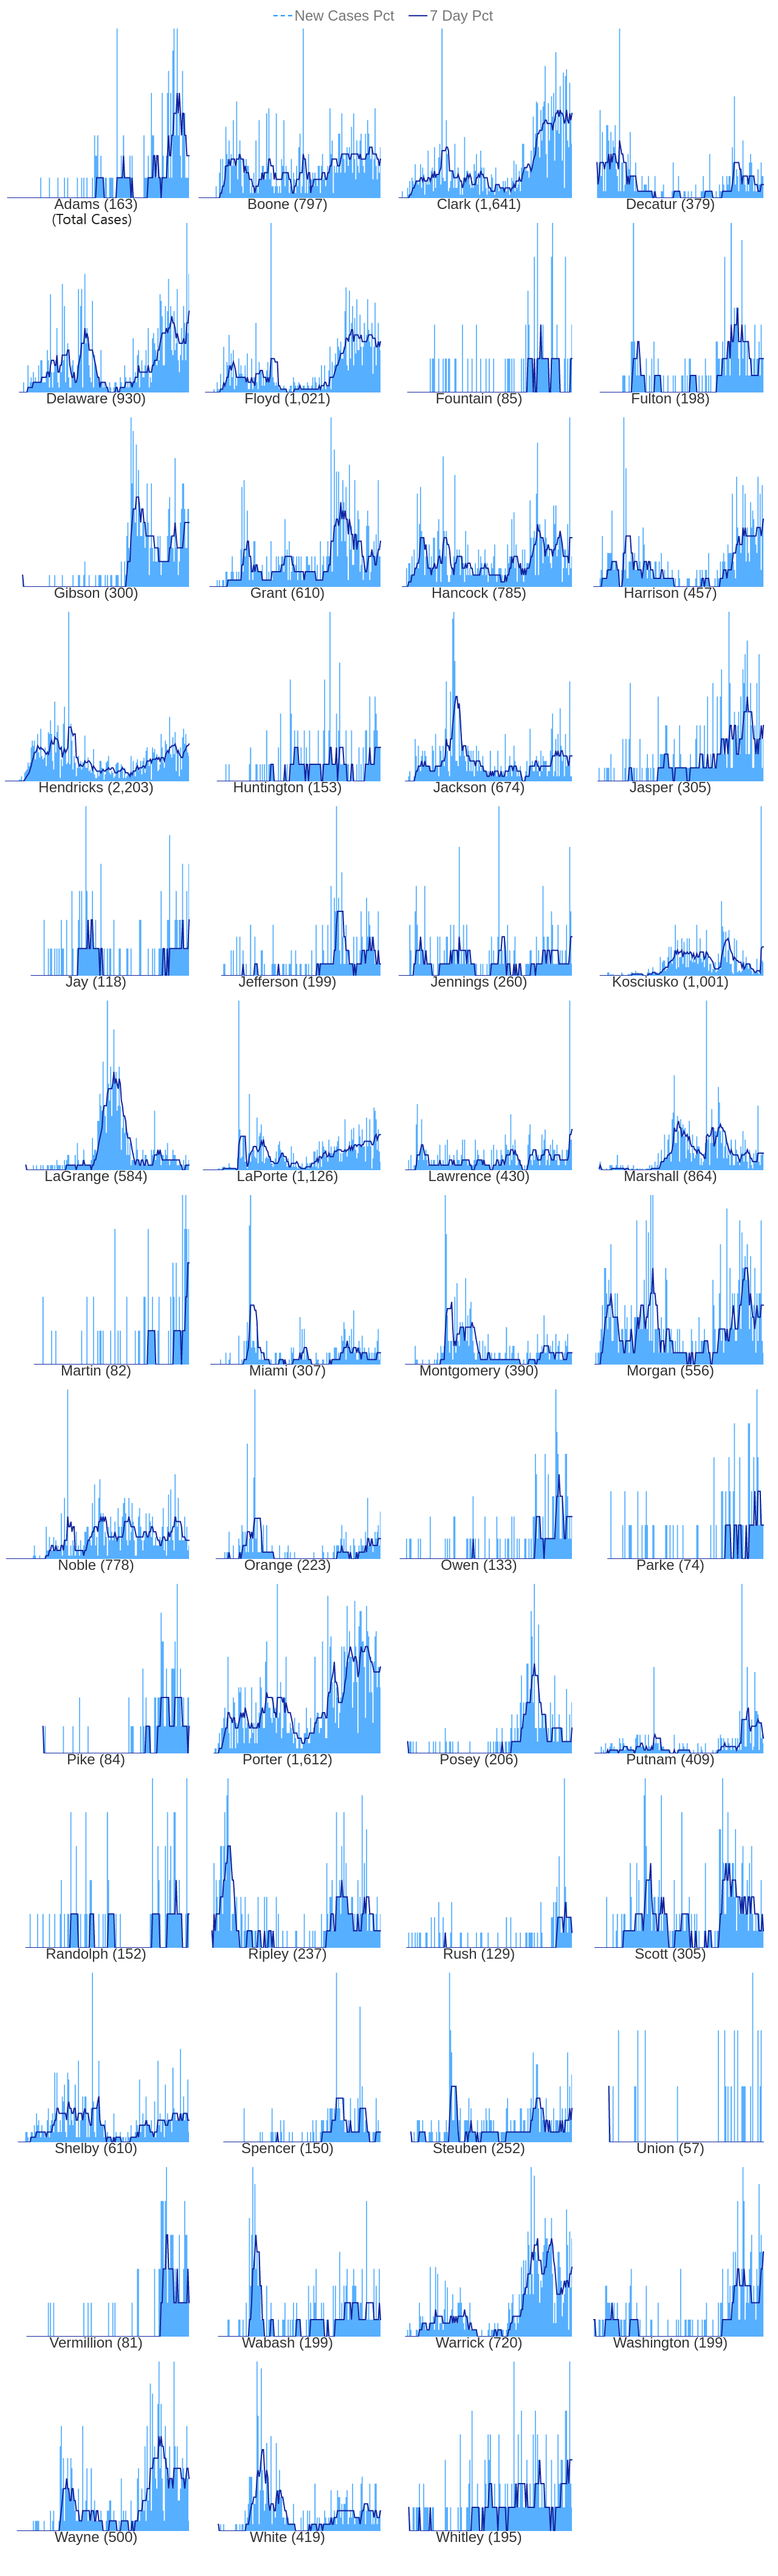 New Cases Pct 7 Day Pct
Adams (163) Boone (797) Clark (1,641) Decatur (379)
(Total Cases)
Delaware (930) Floyd (1,021) Fountain (85) Fulton (198)
Gibson (300) Grant (610) Hancock (785) Harrison (457)
Hendricks (2,203) Huntington (153) Jackson (674) Jasper (305)
Jay (118) Jefferson (199) Jennings (260) Kosciusko (1,001)
LaGrange (584) LaPorte (1,126) Lawrence (430) Marshall (864)
Martin (82) Miami (307) Montgomery (390) Morgan (556)
Noble (778) Orange (223) Owen (133) Parke (74)
Pike (84) Porter (1,612) Posey (206) Putnam (409)
Randolph (152) Ripley (237) Rush (129) Scott (305)
Shelby (610) Spencer (150) Steuben (252) Union (57)
Vermillion (81) Wabash (199) Warrick (720) Washington (199)
Wayne (500) White (419) Whitley (195)